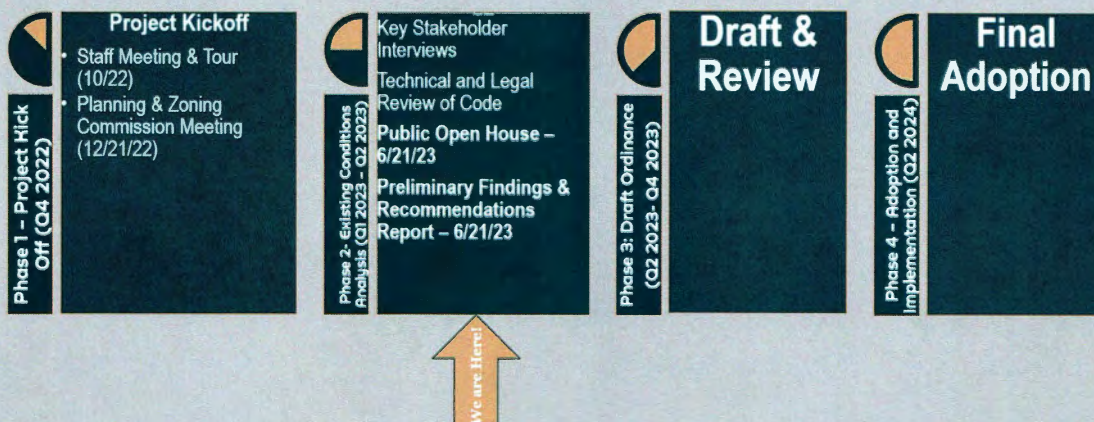 Phase 1 - Project Kick
Off (Q4 2022)
Project Kickoff
• Staff Meeting & Tour
(10/22)
• Planning & Zoning
Commission Meeting
(12/21/22)
Phase 2- Existing Conditions
Analysis (Q1 2023 - Q2 2023)
Key Stakeholder
Interviews
Technical and Legal
Review of Code
Public Open House –
6/21/23
Preliminary Findings &
Recommendations
Report – 6/21/23
We are Here!
Phase 3: Draft Ordinance
(Q2 2023- Q4 2023)
Draft &
Review
Phase 4 - Adoption and
Implementation (Q2 2024)
Final
Adoption